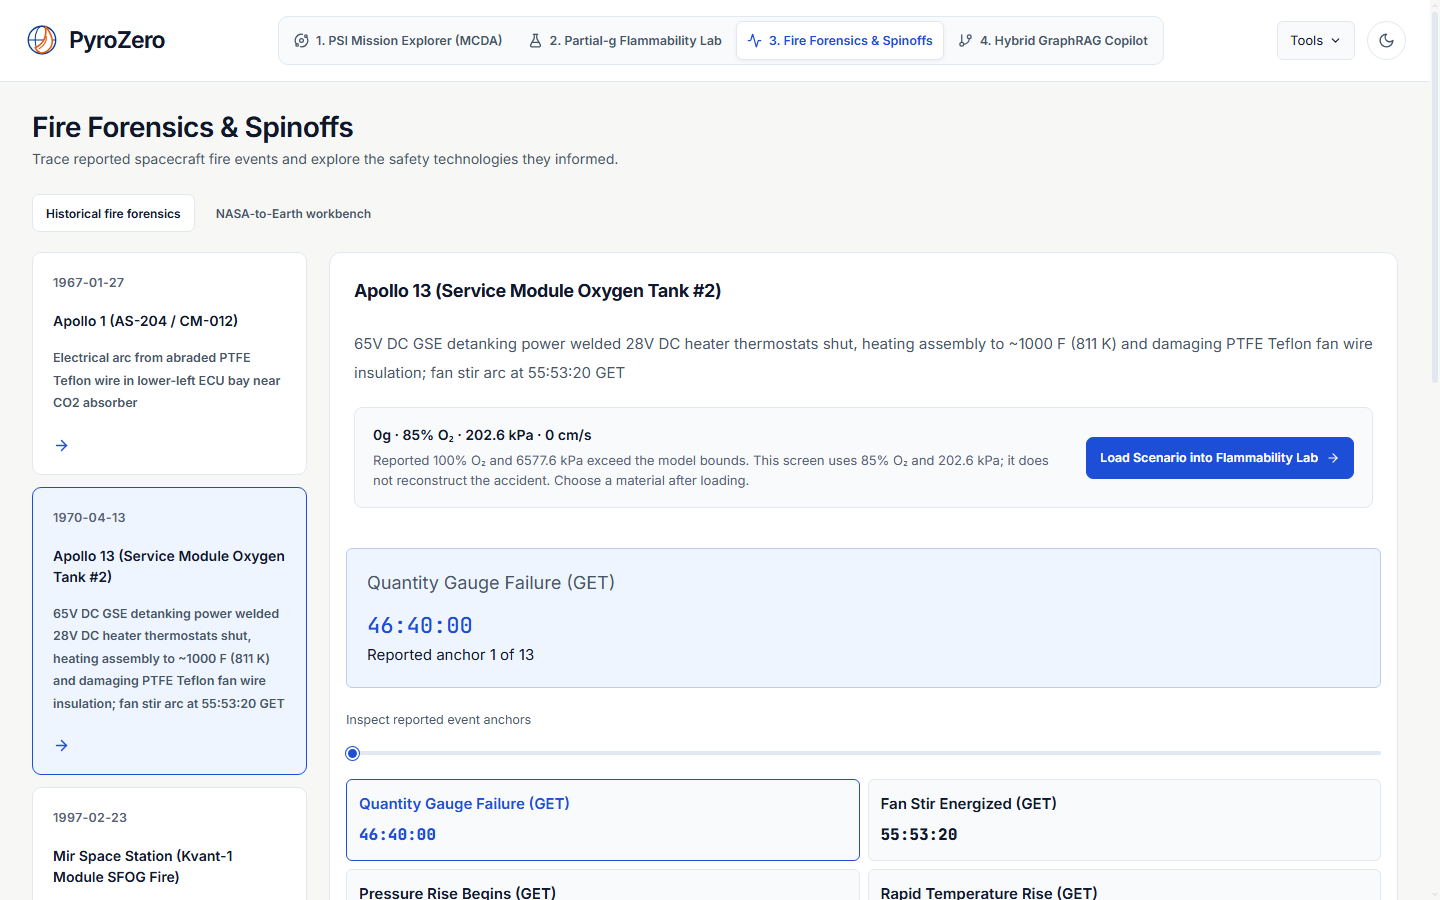 PyroZero
1. PSI Mission Explorer (MCDA)
2. Partial-g Flammability Lab
3. Fire Forensics & Spinoffs
4. Hybrid GraphRAG Copilot
Tools
Fire Forensics & Spinoffs
Trace reported spacecraft fire events and explore the safety technologies they informed.
Historical fire forensics
NASA-to-Earth workbench
1967-01-27
Apollo 1 (AS-204 / CM-012)
Electrical arc from abraded PTFE
Teflon wire in lower-left ECU bay near
CO2 absorber
1970-04-13
Apollo 13 (Service Module Oxygen
Tank #2)
65V DC GSE detanking power welded
28V DC heater thermostats shut,
heating assembly to ~1000 F (811 K)
and damaging PTFE Teflon fan wire
insulation; fan stir arc at 55:53:20 GET
1997-02-23
Mir Space Station (Kvant-1
Module SFOG Fire)
Apollo 13 (Service Module Oxygen Tank #2)
65V DC GSE detanking power welded 28V DC heater thermostats shut, heating assembly to ~1000 F (811 K) and damaging PTFE Teflon fan wire
insulation; fan stir arc at 55:53:20 GET
0g · 85% O₂ · 202.6 kPa · 0 cm/s
Reported 100% O₂ and 6577.6 kPa exceed the model bounds. This screen uses 85% O₂ and 202.6 kPa; it does
not reconstruct the accident. Choose a material after loading.
Load Scenario into Flammability Lab
Quantity Gauge Failure (GET)
46:40:00
Reported anchor 1 of 13
Inspect reported event anchors
Quantity Gauge Failure (GET)
46:40:00
Fan Stir Energized (GET)
55:53:20
Pressure Rise Begins (GET)
Rapid Temperature Rise (GET)